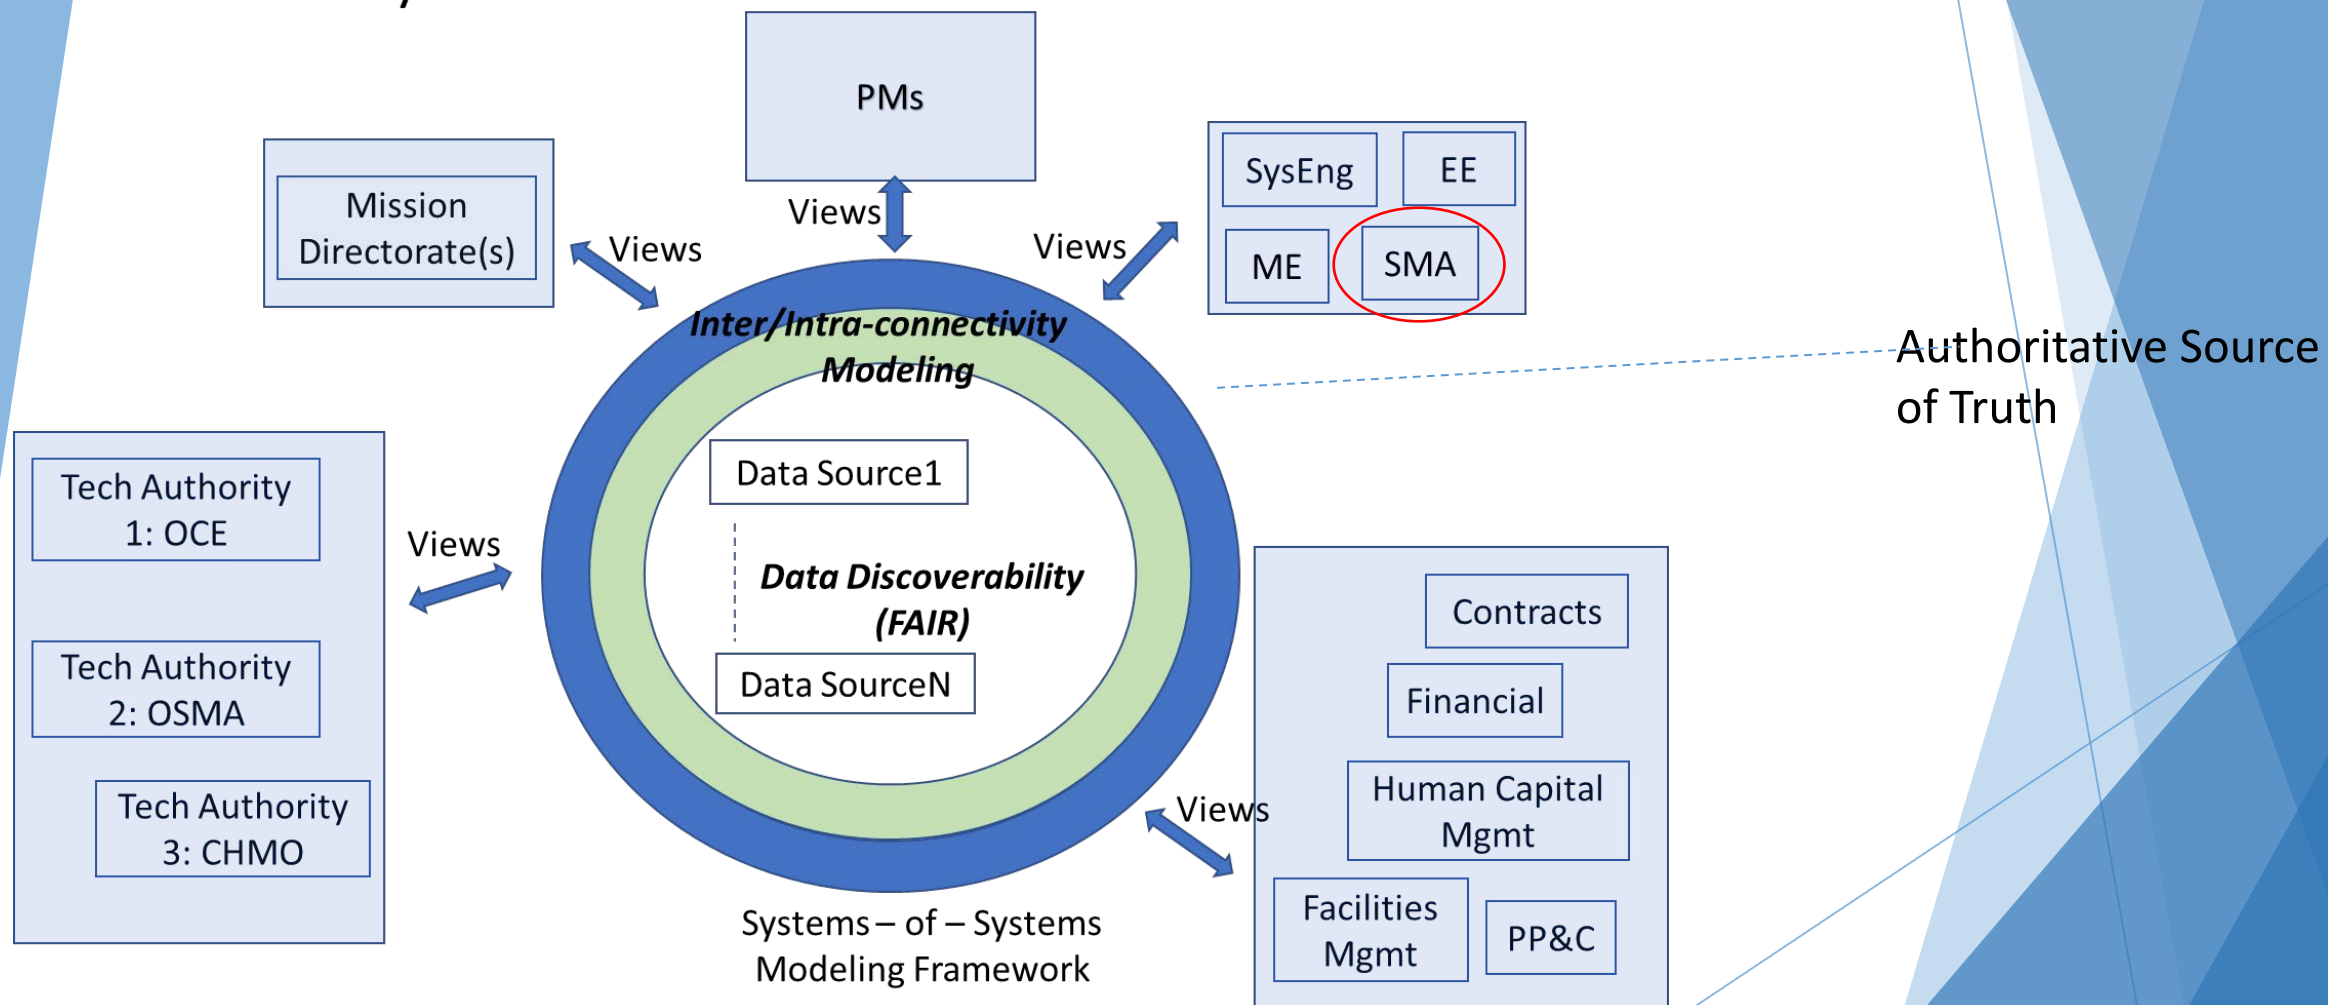 PMs
Mission
Directorate(s)
SysEng
EE
ME
SMA
Views
Views
Views
Inter/Intra-connectivity
Modeling
Authoritative Source
of Truth
Data Source1
Data Discoverability
(FAIR)
Data SourceN
Tech Authority
1: OCE
Tech Authority
2: OSMA
Tech Authority
3: CHMO
Views
Views
Contracts
Financial
Human Capital
Mgmt
Facilities
Mgmt
PP&C
Systems – of – Systems
Modeling Framework